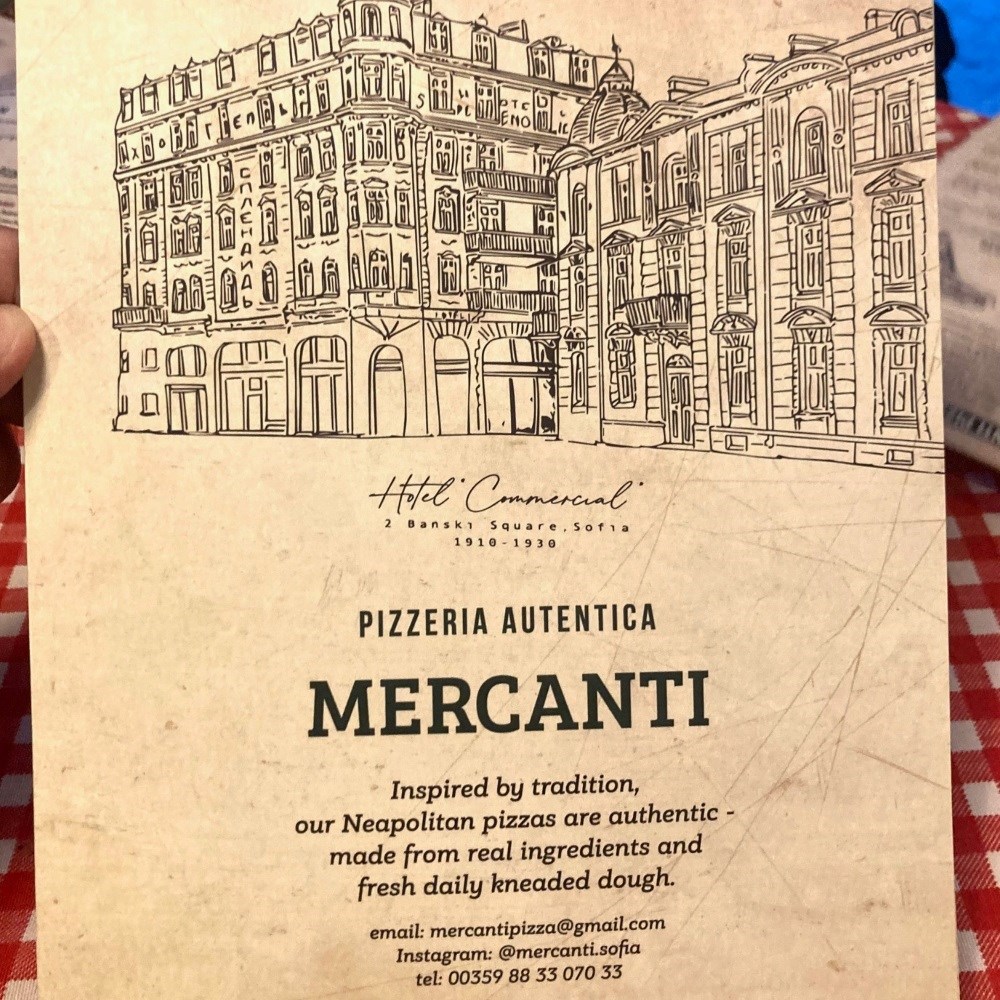 СПЛЕНДИДЪ
Hotel "Commercial"
2 Banski Square, Sofia
1910-1930
PIZZERIA AUTENTICA
MERCANTI
Inspired by tradition,
our Neapolitan pizzas are authentic -
made from real ingredients and
fresh daily kneaded dough.
email: mercantipizza@gmail.com
Instagram: @mercanti.sofia
tel: 00359 88 33 070 33